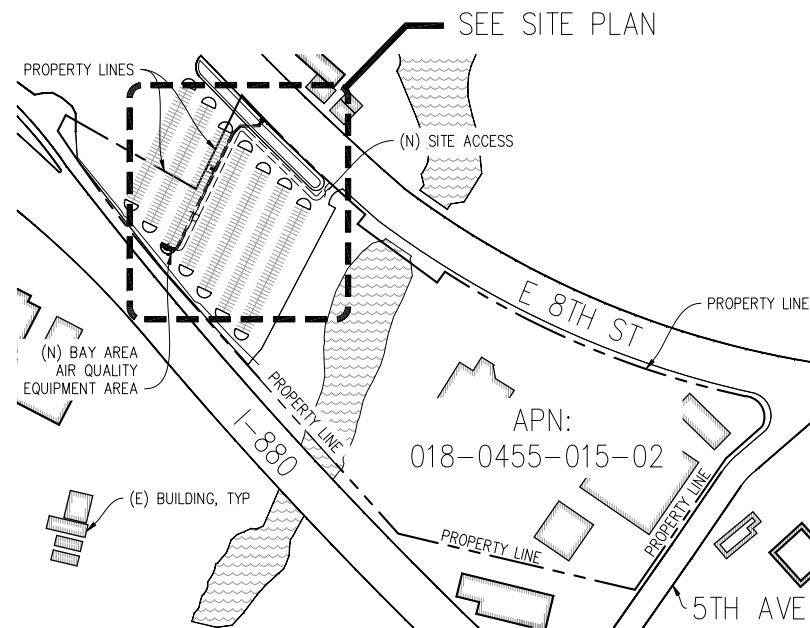 SEE SITE PLAN
PROPERTY LINES
(N) SITE ACCESS
E 8TH ST
PROPERTY LINE
(N) BAY AREA
AIR QUALITY
EQUIPMENT AREA
PROPERTY LINE
I-880
APN:
018-0455-015-02
PROPERTY LINE
(E) BUILDING, TYP
PROPERTY LINE
5TH AVE